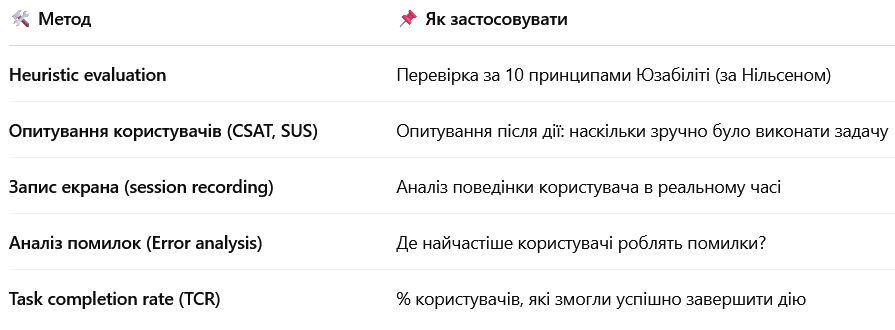 🛠 Метод 📌 Як застосовувати
Heuristic evaluation Перевірка за 10 принципами Юзабіліті (за Нільсеном)
Опитування користувачів (CSAT, SUS) Опитування після дії: наскільки зручно було виконати задачу
Запис екрана (session recording) Аналіз поведінки користувача в реальному часі
Аналіз помилок (Error analysis) Де найчастіше користувачі роблять помилки?
Task completion rate (TCR) % користувачів, які змогли успішно завершити дію